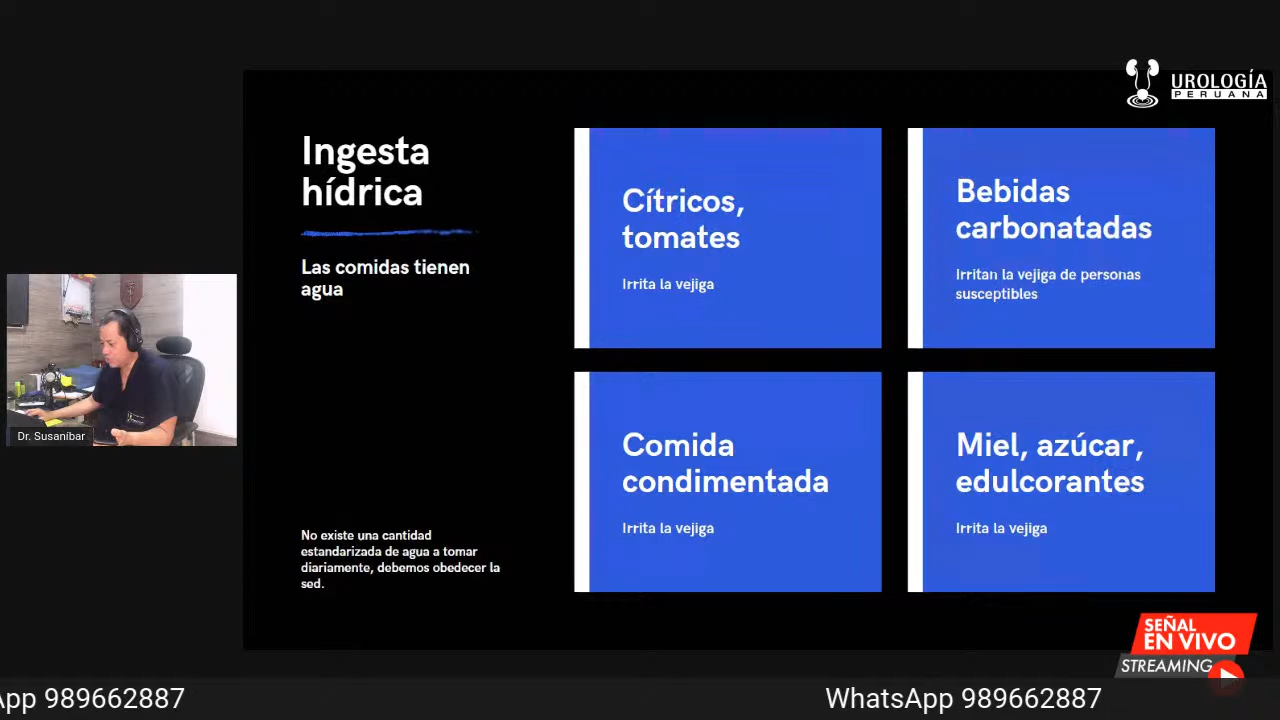 UROLOGÍA
PERUANA
Ingesta
hídrica
Las comidas tienen
agua
No existe una cantidad
estandarizada de agua a tomar
diariamente, debemos obedecer la
sed.
Cítricos,
tomates
Irrita la vejiga
Bebidas
carbonatadas
Irritan la vejiga de personas
susceptibles
Comida
condimentada
Irrita la vejiga
Miel, azúcar,
edulcorantes
Irrita la vejiga
Dr. Susaníbar
SEÑAL
EN VIVO
STREAMING
App 989662887
WhatsApp 989662887